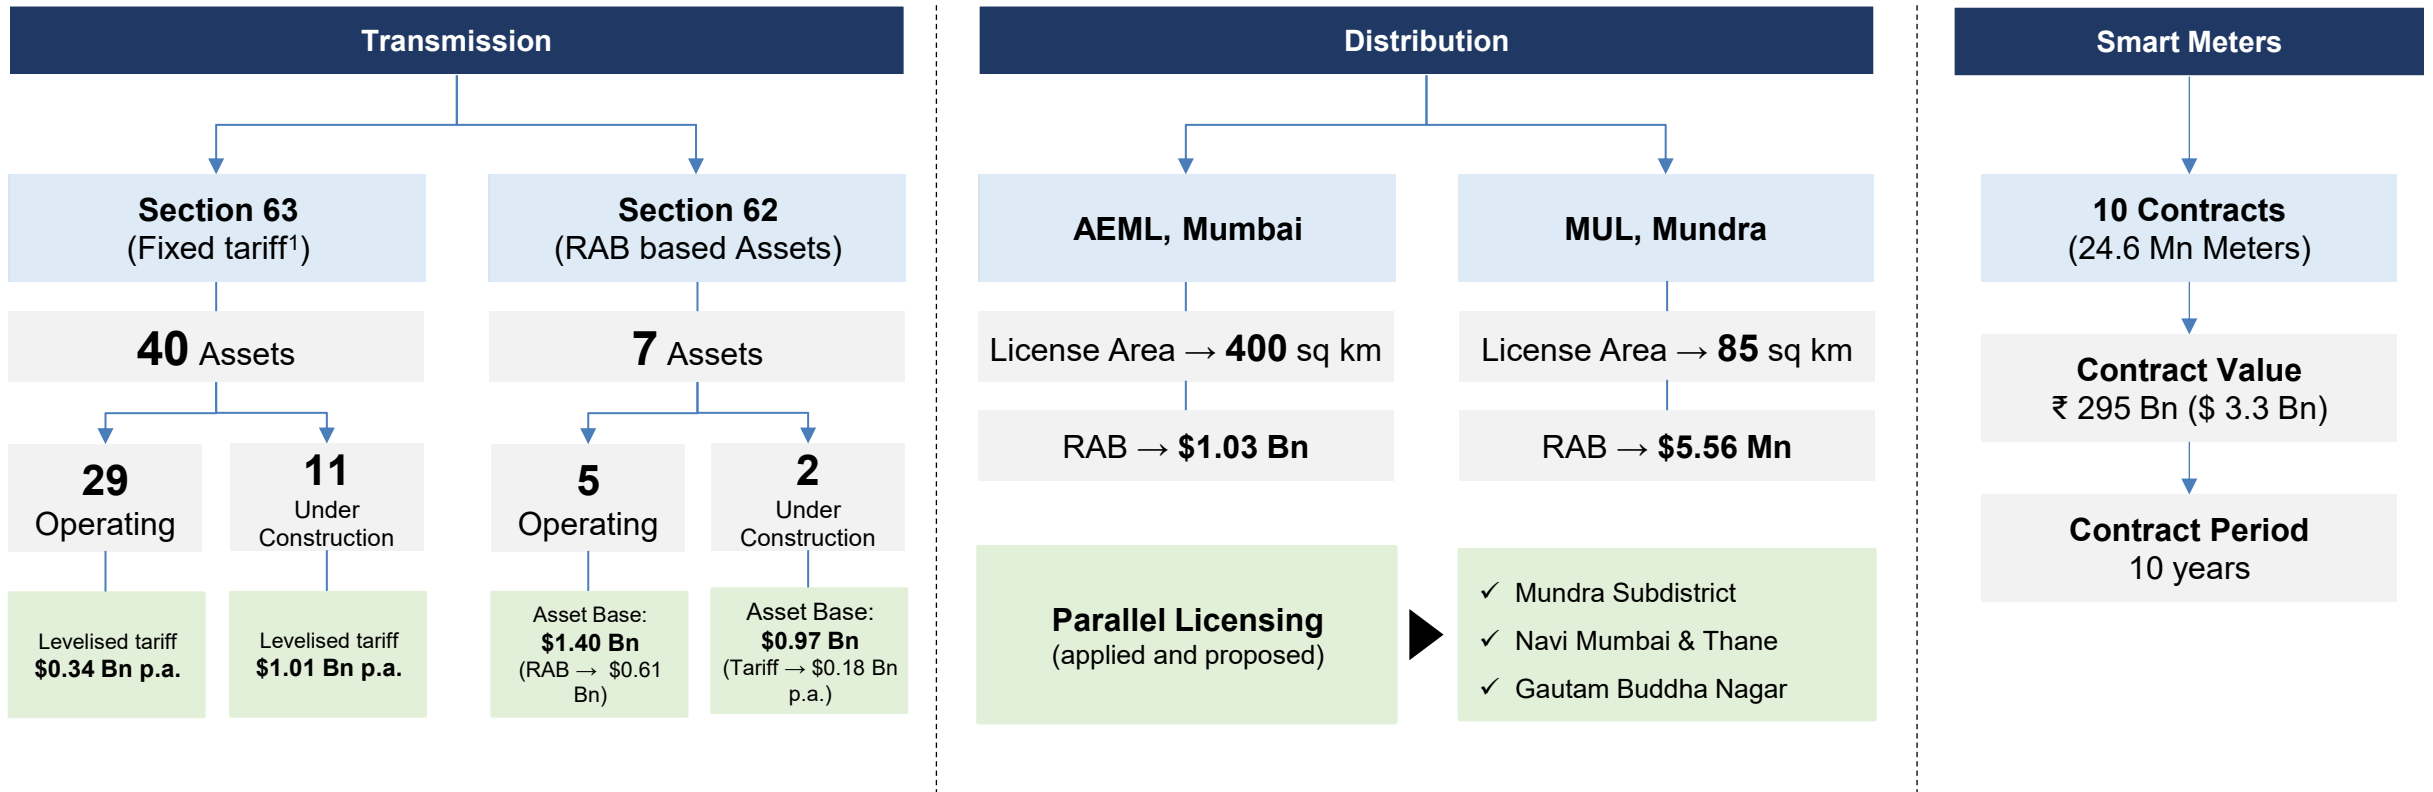 Transmission
Section 63
(Fixed tariff¹)
40 Assets
29
Operating
11
Under
Construction
Levelised tariff
$0.34 Bn p.a.
Levelised tariff
$1.01 Bn p.a.
Section 62
(RAB based Assets)
7 Assets
5
Operating
2
Under
Construction
Asset Base:
$1.40 Bn
(RAB → $0.61
Bn)
Asset Base:
$0.97 Bn
(Tariff → $0.18 Bn
p.a.)
Distribution
AEML, Mumbai
License Area → 400 sq km
RAB → $1.03 Bn
MUL, Mundra
License Area → 85 sq km
RAB → $5.56 Mn
Parallel Licensing
(applied and proposed)
✓ Mundra Subdistrict
✓ Navi Mumbai & Thane
✓ Gautam Buddha Nagar
Smart Meters
10 Contracts
(24.6 Mn Meters)
Contract Value
₹ 295 Bn ($ 3.3 Bn)
Contract Period
10 years